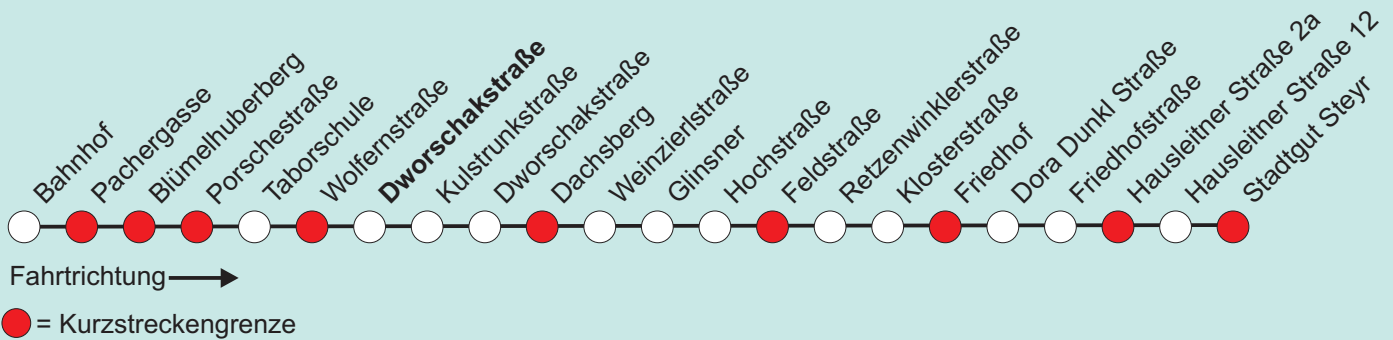 Bahnhof
Pachergasse
Blümelhuberberg
Porschestraße
Taborschule
Wolfernstraße
Dworschakstraße
Kulstrunkstraße
Dworschakstraße
Dachsberg
Weinzierlstraße
Glinsner
Hochstraße
Feldstraße
Retzenwinklerstraße
Klosterstraße
Friedhof
Dora Dunkl Straße
Friedhofstraße
Hausleitner Straße 2a
Hausleitner Straße 12
Stadtgut Steyr
Fahrtrichtung
= Kurzstreckengrenze